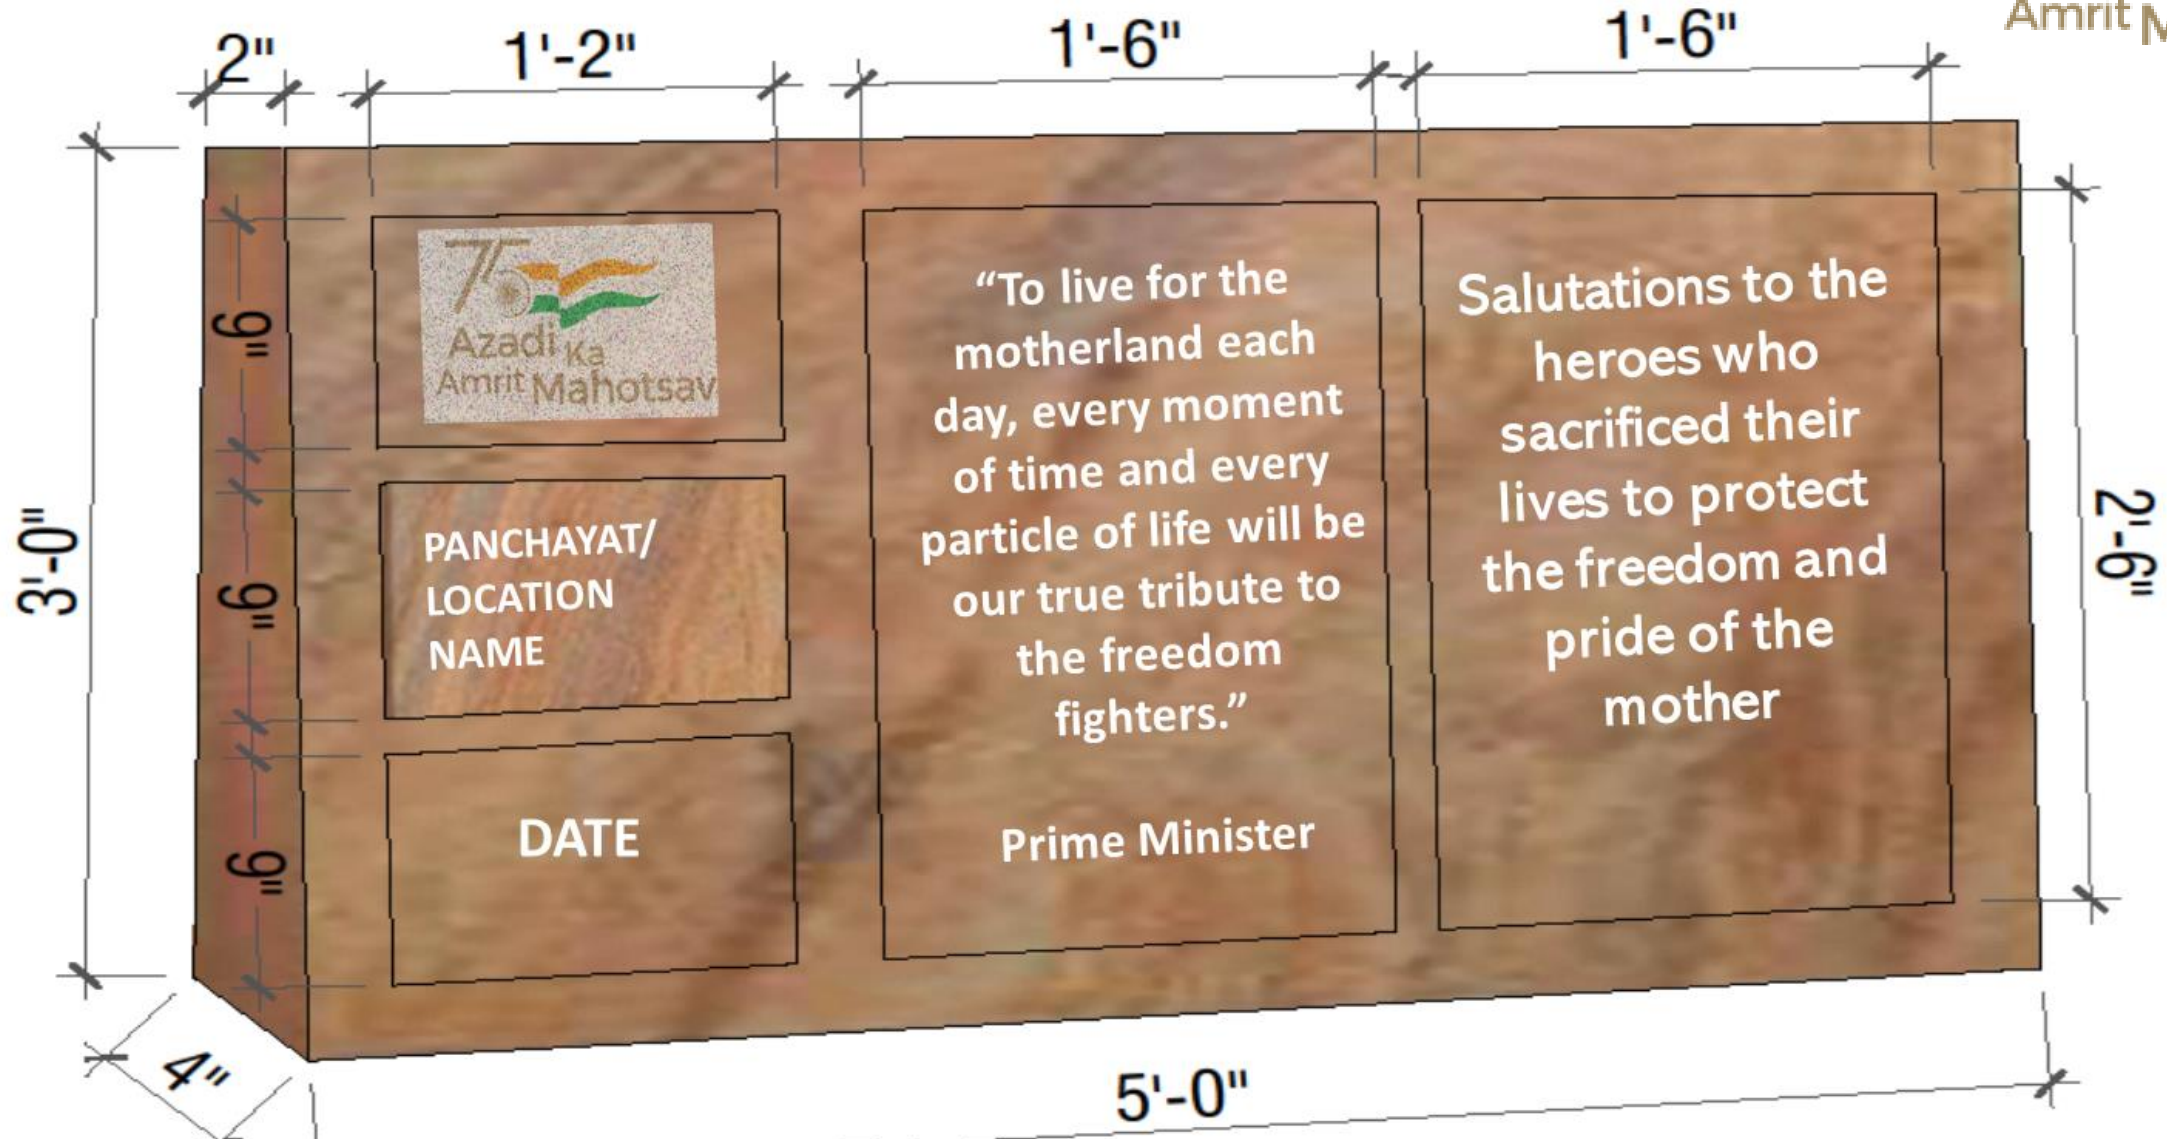 Amrit M
2" 1'-2" 1'-6" 1'-6"
75
Azadi Ka
Amrit Mahotsav
PANCHAYAT/
LOCATION
NAME
DATE
“To live for the
motherland each
day, every moment
of time and every
particle of life will be
our true tribute to
the freedom
fighters.”
Prime Minister
Salutations to the
heroes who
sacrificed their
lives to protect
the freedom and
pride of the
mother
3'-0"
9"
9"
9"
2'-6"
4"
5'-0"